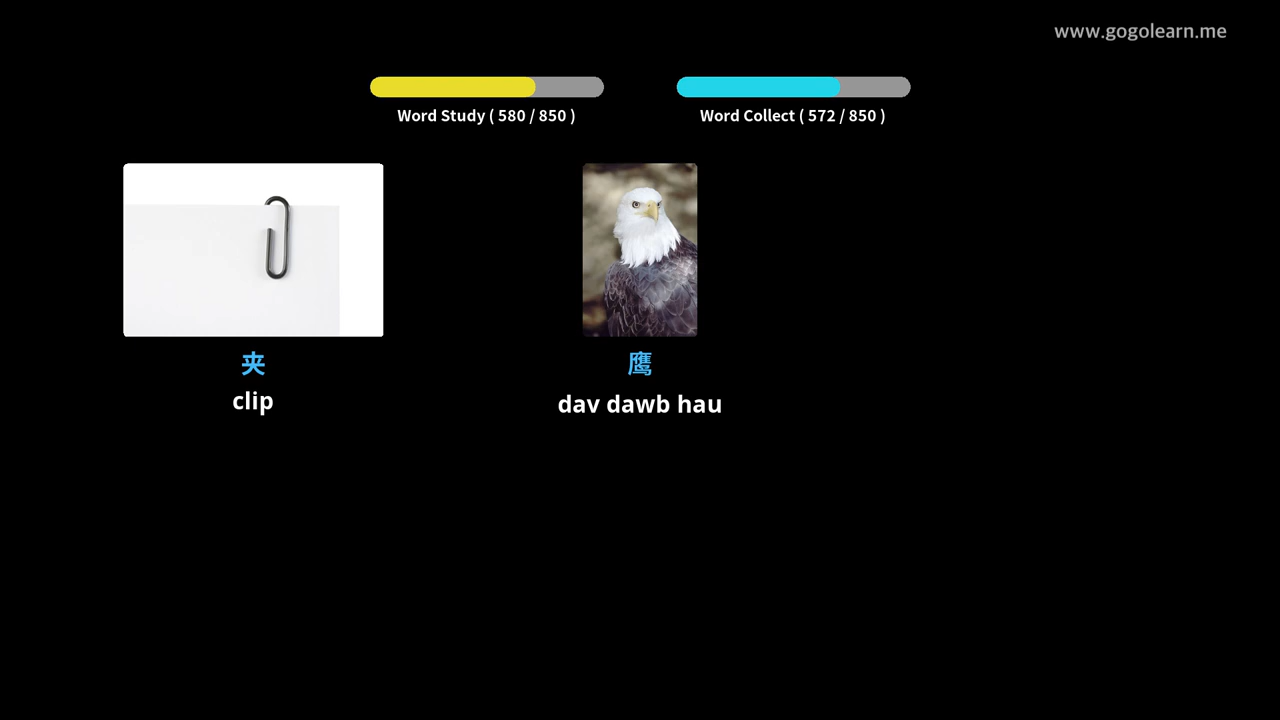 www.gogolearn.me
Word Study ( 580 / 850 )
Word Collect ( 572 / 850 )
夹
clip
鹰
dav dawb hau